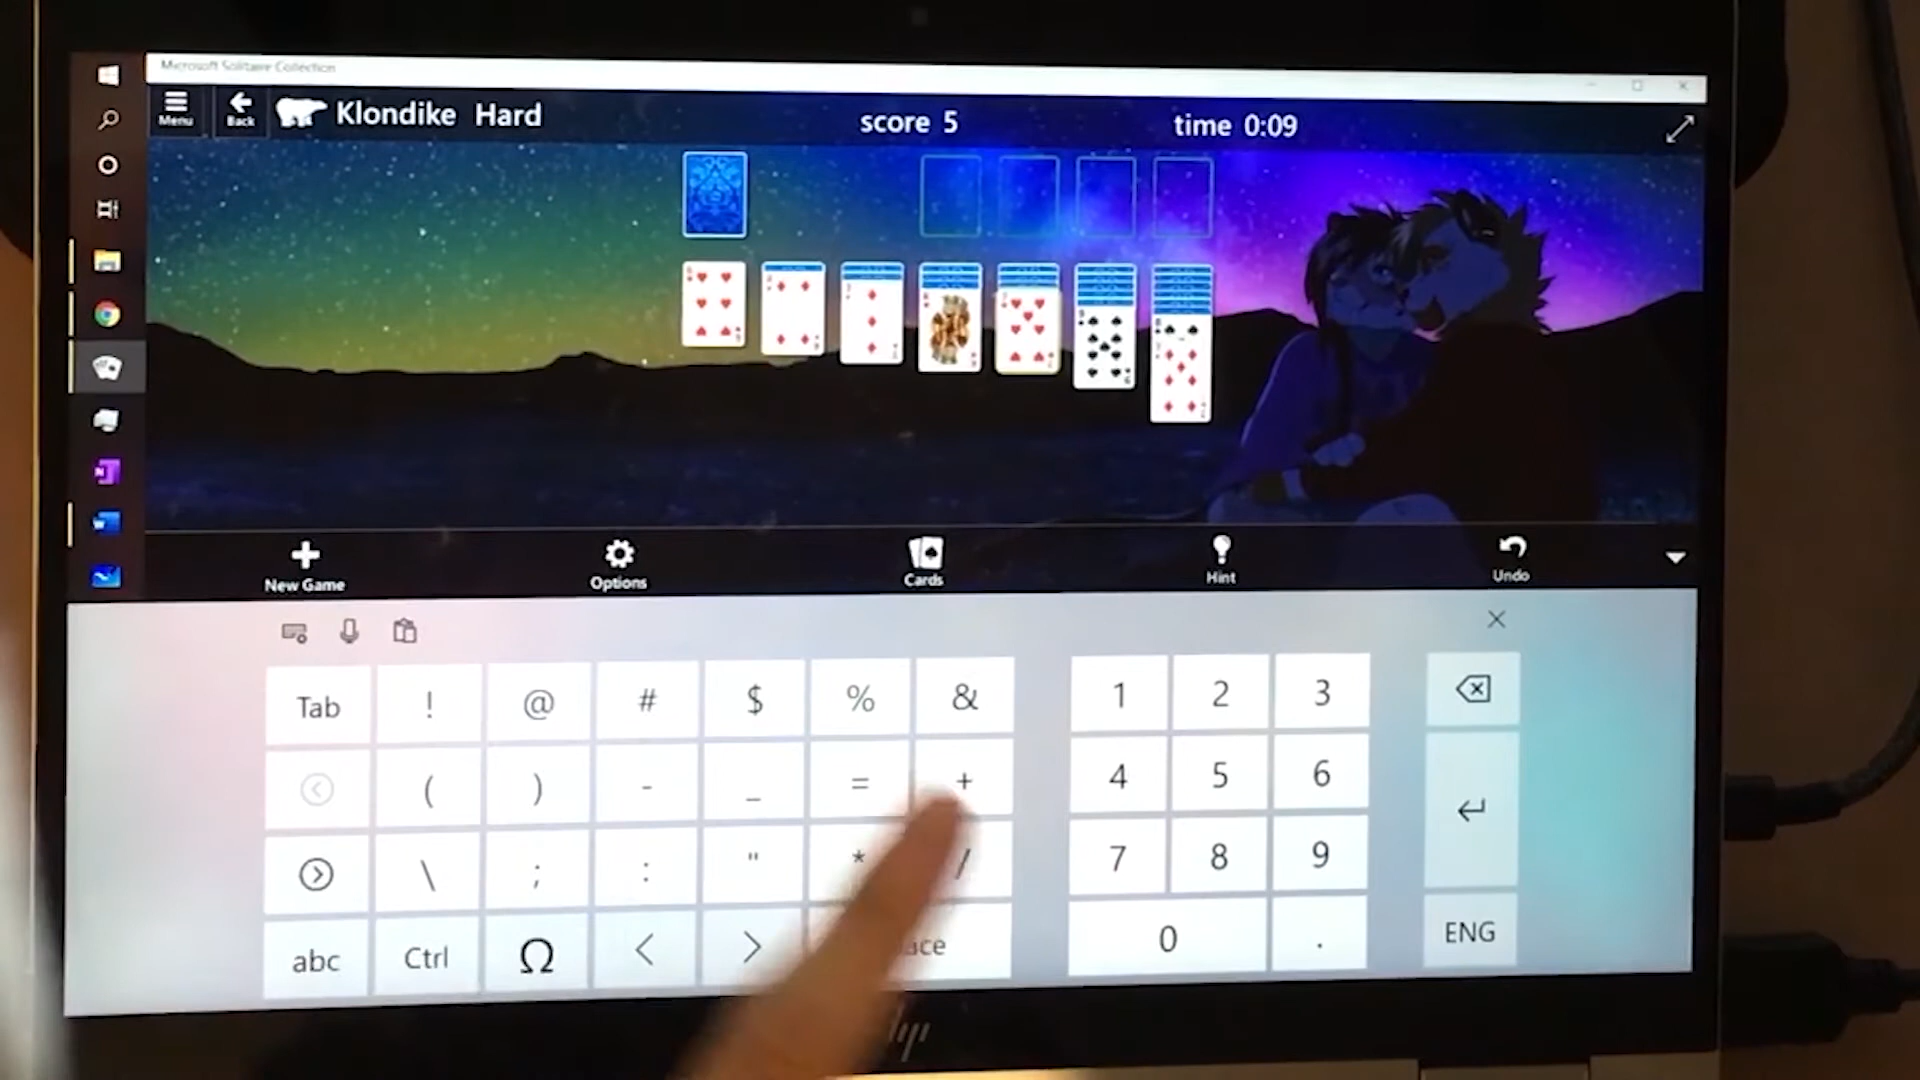 Microsoft Solitaire Collection
Menu
Back
Klondike Hard
score 5
time 0:09
New Game
Options
Cards
Hint
Undo
Tab ! @ # $ % & 1 2 3
( ) - _ = + 4 5 6
\ ; : " * / 7 8 9
abc Ctrl Ω < > 0 . ENG
hp